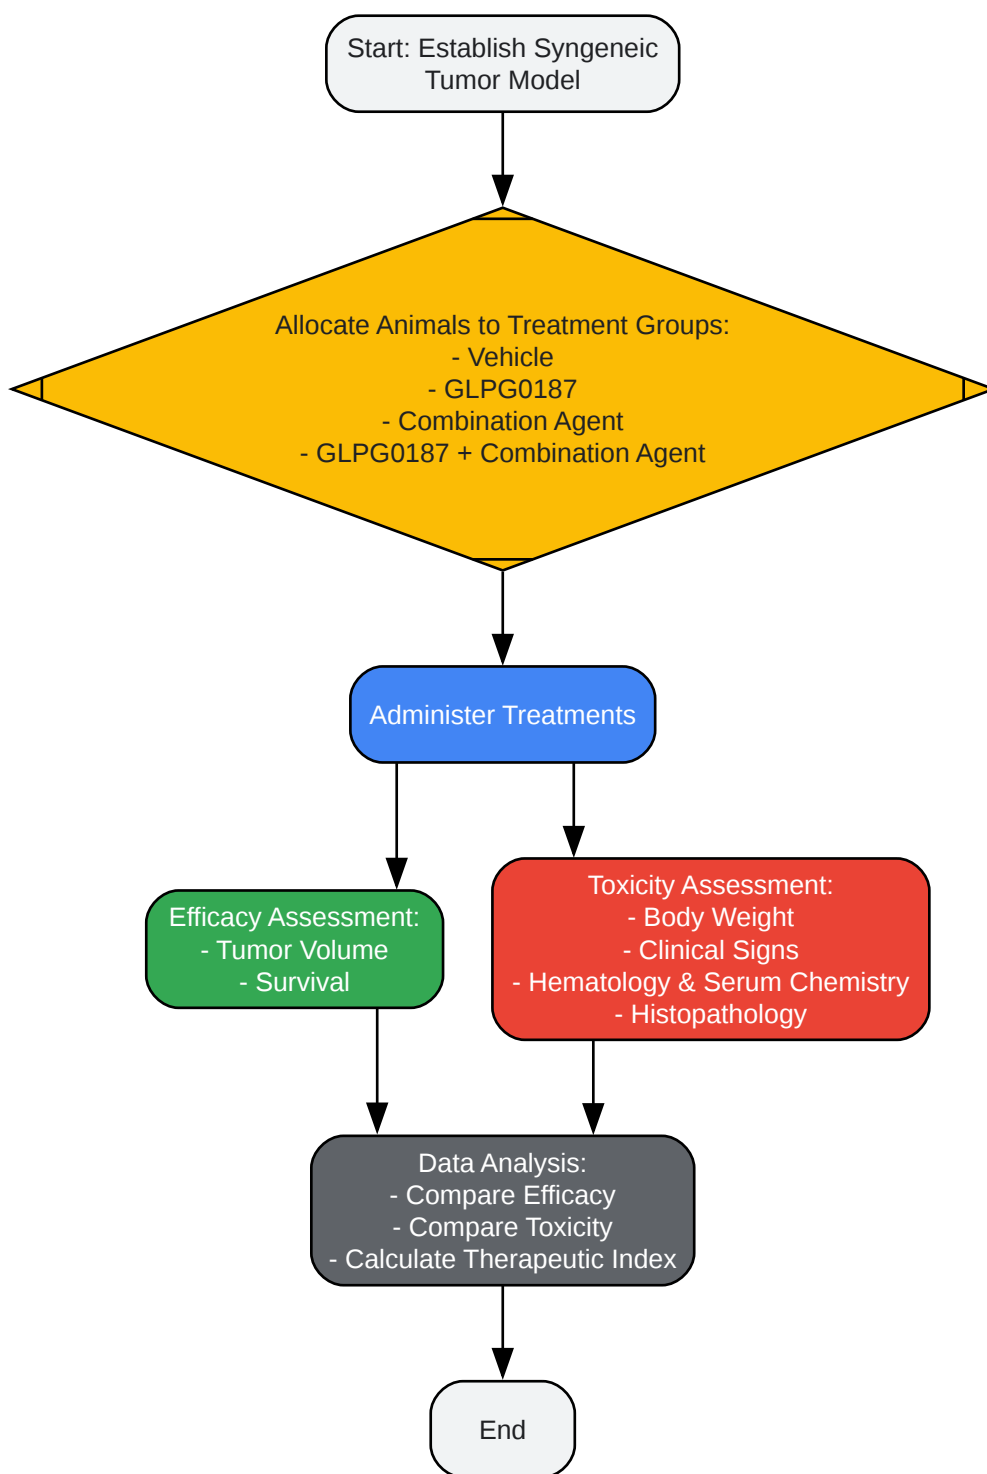 Start: Establish Syngeneic
Tumor Model
Allocate Animals to Treatment Groups:
- Vehicle
- GLPG0187
- Combination Agent
- GLPG0187 + Combination Agent
Administer Treatments
Efficacy Assessment:
- Tumor Volume
- Survival
Toxicity Assessment:
- Body Weight
- Clinical Signs
- Hematology & Serum Chemistry
- Histopathology
Data Analysis:
- Compare Efficacy
- Compare Toxicity
- Calculate Therapeutic Index
End